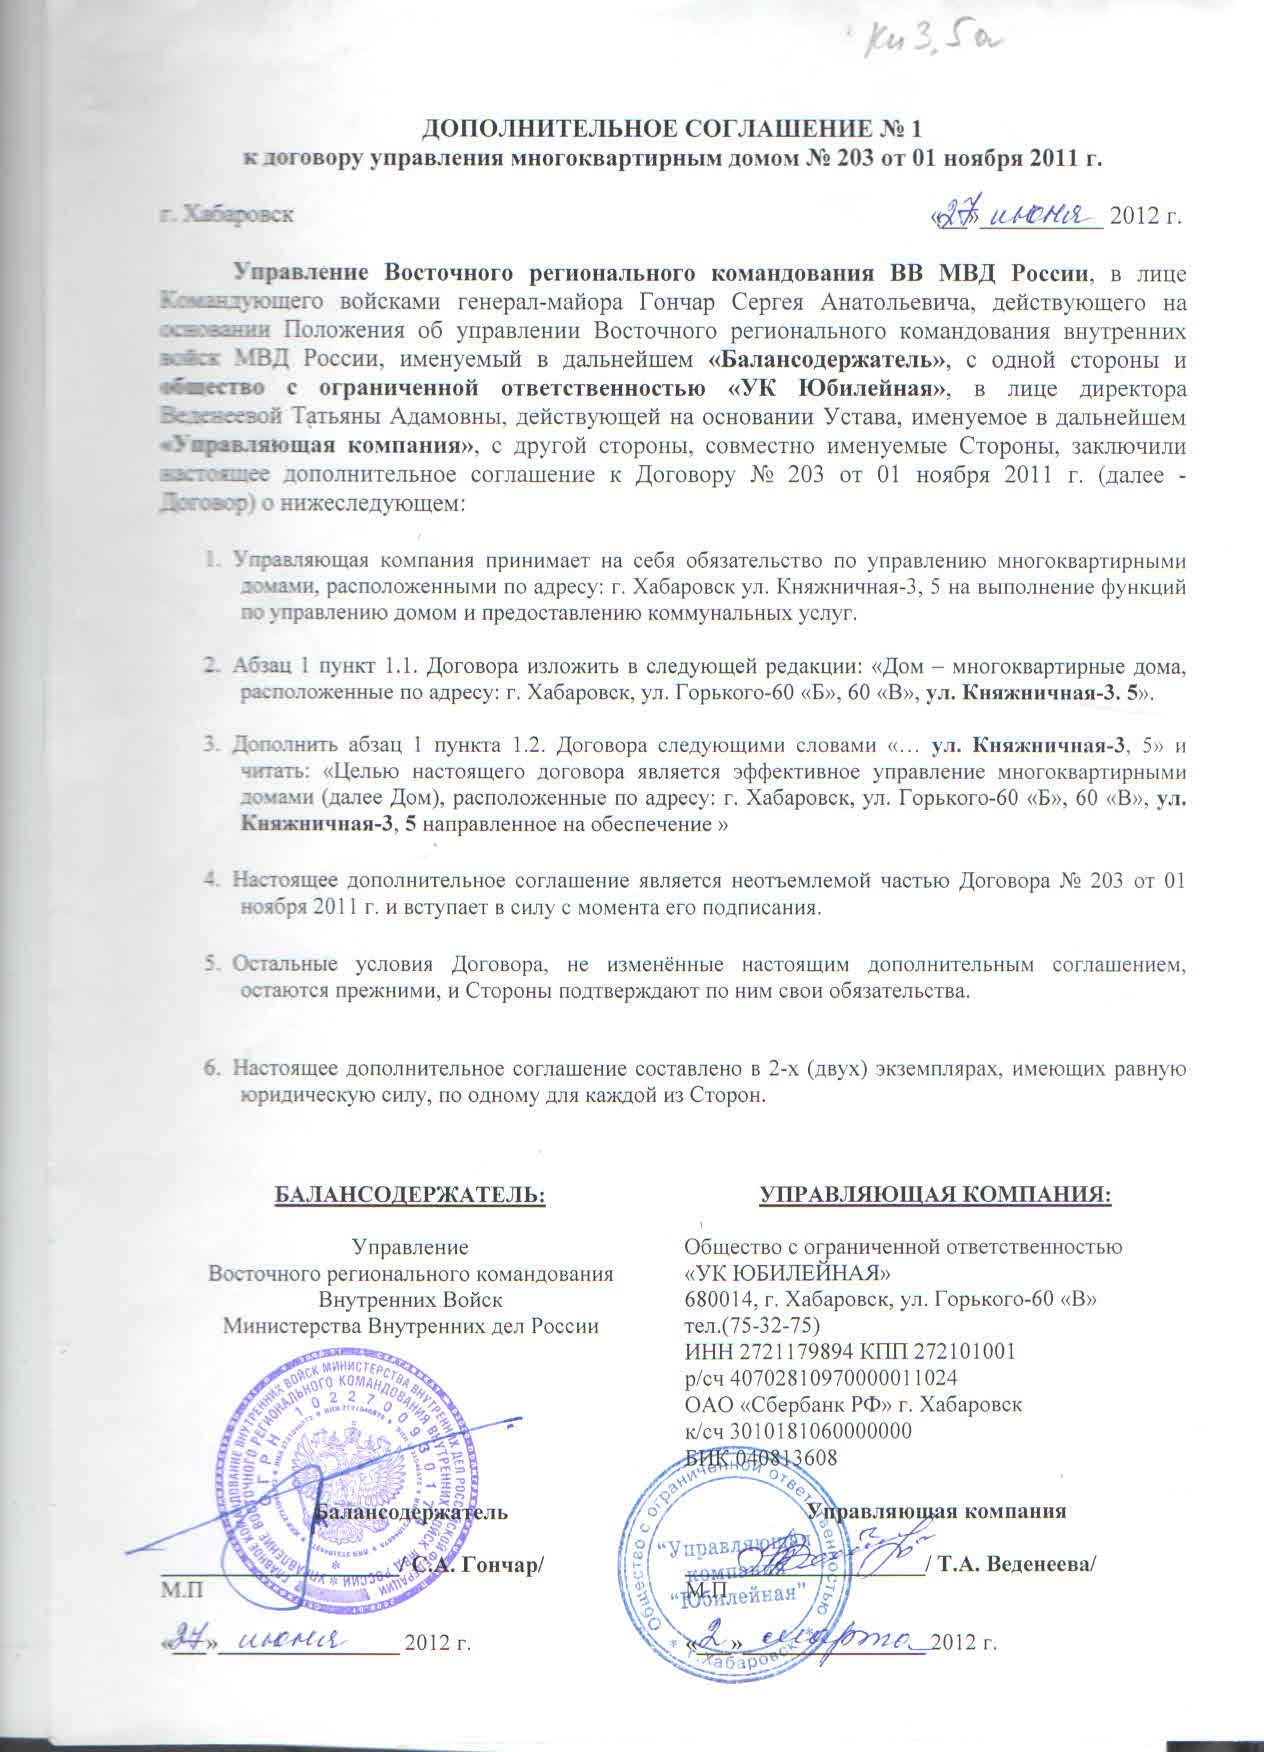 Кн 3, 5а
ДОПОЛНИТЕЛЬНОЕ СОГЛАШЕНИЕ № 1
к договору управления многоквартирным домом № 203 от 01 ноября 2011 г.
г. Хабаровск «27» июня 2012 г.
Управление Восточного регионального командования ВВ МВД России, в лице
Командующего войсками генерал-майора Гончар Сергея Анатольевича, действующего на
основании Положения об управлении Восточного регионального командования внутренних
войск МВД России, именуемый в дальнейшем «Балансодержатель», с одной стороны и
общество с ограниченной ответственностью «УК Юбилейная», в лице директора
Веденеевой Татьяны Адамовны, действующей на основании Устава, именуемое в дальнейшем
«Управляющая компания», с другой стороны, совместно именуемые Стороны, заключили
настоящее дополнительное соглашение к Договору № 203 от 01 ноября 2011 г. (далее -
Договор) о нижеследующем:
1. Управляющая компания принимает на себя обязательство по управлению многоквартирными
домами, расположенными по адресу: г. Хабаровск ул. Княжничная-3, 5 на выполнение функций
по управлению домом и предоставлению коммунальных услуг.
2. Абзац 1 пункт 1.1. Договора изложить в следующей редакции: «Дом – многоквартирные дома,
расположенные по адресу: г. Хабаровск, ул. Горького-60 «Б», 60 «В», ул. Княжничная-3. 5».
3. Дополнить абзац 1 пункта 1.2. Договора следующими словами «… ул. Княжничная-3, 5» и
читать: «Целью настоящего договора является эффективное управление многоквартирными
домами (далее Дом), расположенные по адресу: г. Хабаровск, ул. Горького-60 «Б», 60 «В», ул.
Княжничная-3, 5 направленное на обеспечение »
4. Настоящее дополнительное соглашение является неотъемлемой частью Договора № 203 от 01
ноября 2011 г. и вступает в силу с момента его подписания.
5. Остальные условия Договора, не изменённые настоящим дополнительным соглашением,
остаются прежними, и Стороны подтверждают по ним свои обязательства.
6. Настоящее дополнительное соглашение составлено в 2-х (двух) экземплярах, имеющих равную
юридическую силу, по одному для каждой из Сторон.
БАЛАНСОДЕРЖАТЕЛЬ:
Управление
Восточного регионального командования
Внутренних Войск
Министерства Внутренних дел России
Балансодержатель
/ С.А. Гончар/
М.П
«27» июня 2012 г.
УПРАВЛЯЮЩАЯ КОМПАНИЯ:
Общество с ограниченной ответственностью
«УК ЮБИЛЕЙНАЯ»
680014, г. Хабаровск, ул. Горького-60 «В»
тел.(75-32-75)
ИНН 2721179894 КПП 272101001
р/сч 40702810970000011024
ОАО «Сбербанк РФ» г. Хабаровск
к/сч 3010181060000000
БИК 040813608
Управляющая компания
/ Т.А. Веденеева/
М.П
«2» марта 2012 г.
Общество с ограниченной ответственностью
"Управляющая
компания
"Юбилейная"
* г.Хабаровск *